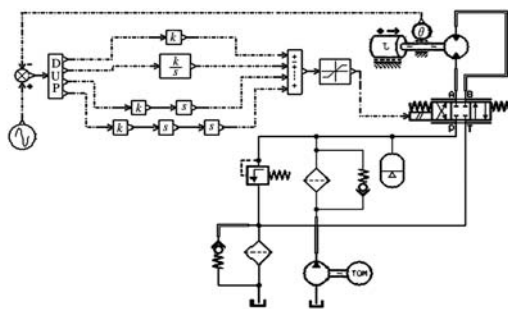 θ
− +
+
D U P
k
k/s
k s
k s s
+ + + +
A B
P T
TOM